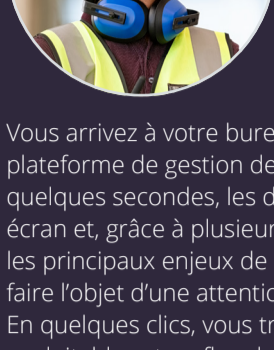 Vous arrivez à votre bure
plateforme de gestion de
quelques secondes, les d
écran et, grâce à plusieur
les principaux enjeux de
faire l’objet d’une attentio
En quelques clics, vous tr